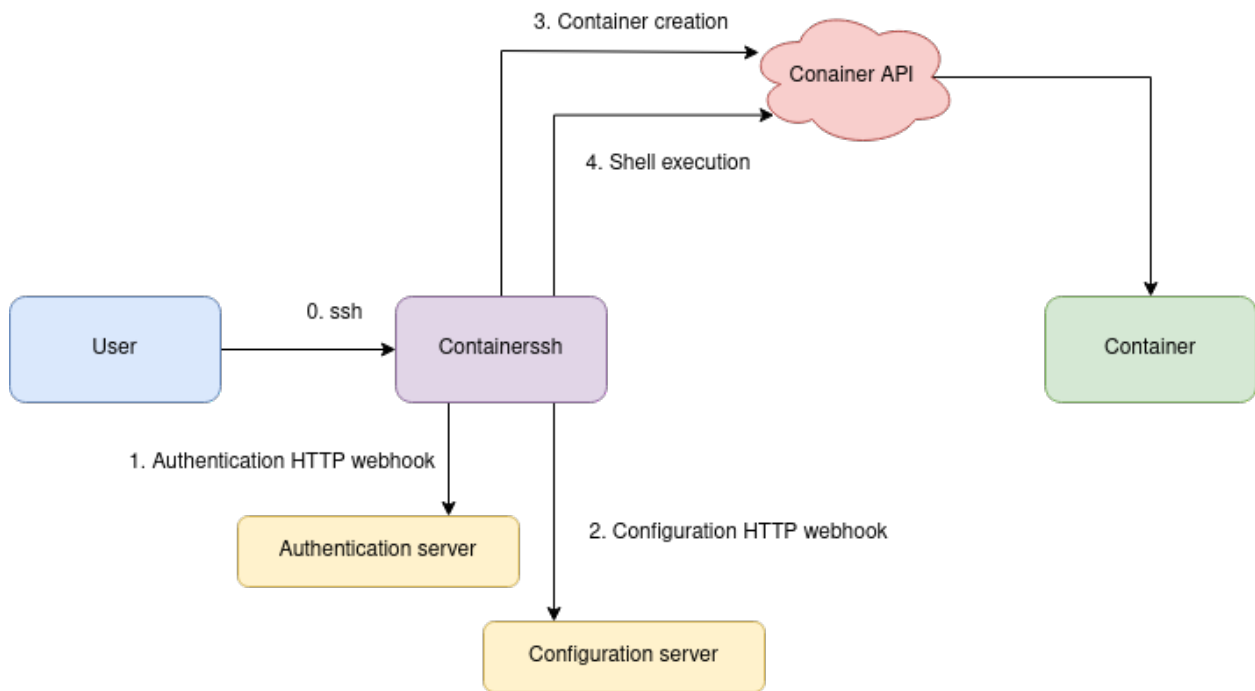 3. Container creation
Conainer API
4. Shell execution
0. ssh
User
Containerssh
Container
1. Authentication HTTP webhook
2. Configuration HTTP webhook
Authentication server
Configuration server